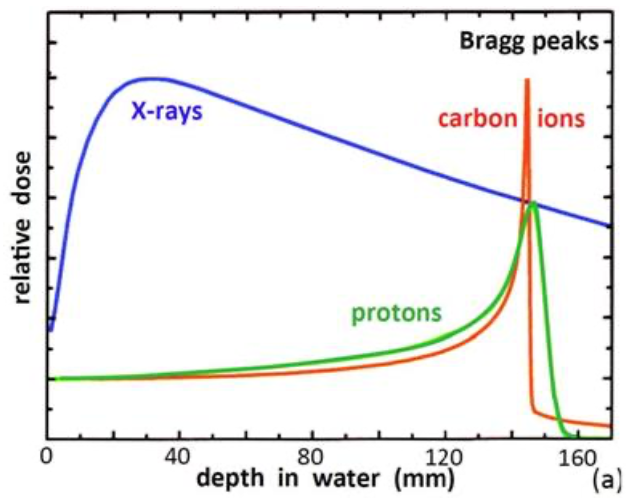 Bragg peaks
X-rays
carbon ions
relative dose
protons
0 40 80 120 160
depth in water (mm) (a)